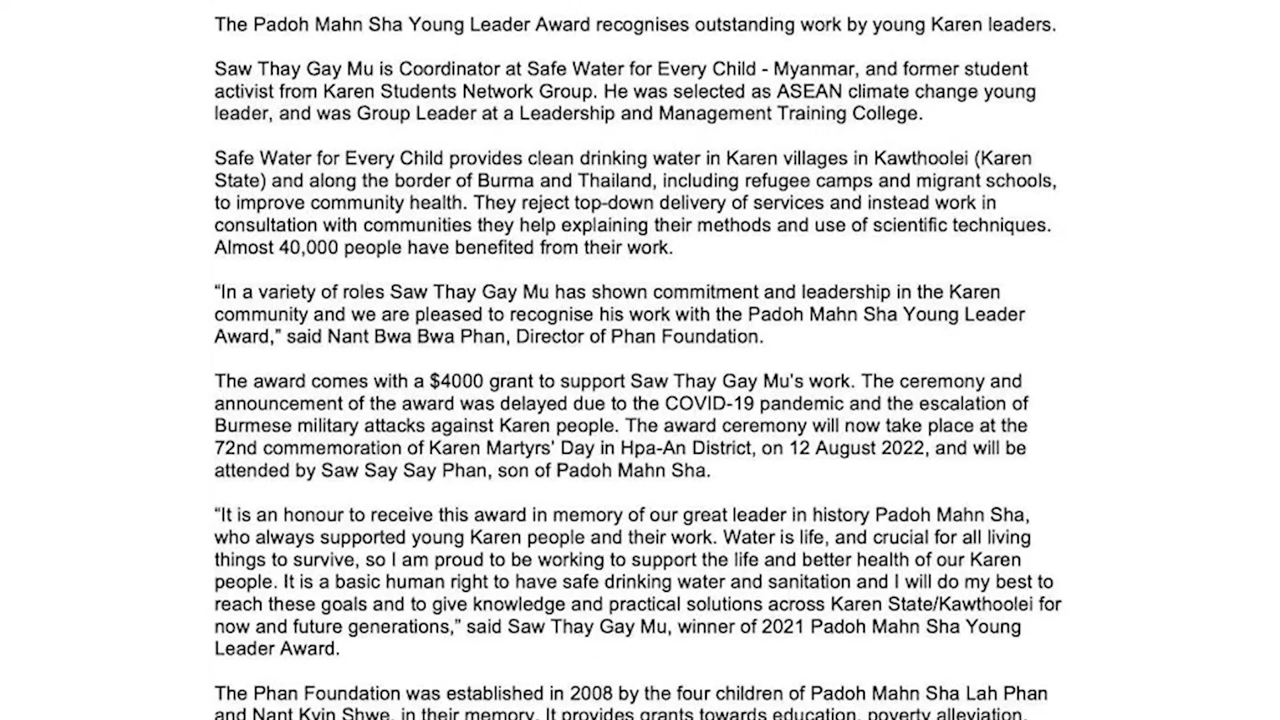 The Padoh Mahn Sha Young Leader Award recognises outstanding work by young Karen leaders.
Saw Thay Gay Mu is Coordinator at Safe Water for Every Child - Myanmar, and former student
activist from Karen Students Network Group. He was selected as ASEAN climate change young
leader, and was Group Leader at a Leadership and Management Training College.
Safe Water for Every Child provides clean drinking water in Karen villages in Kawthoolei (Karen
State) and along the border of Burma and Thailand, including refugee camps and migrant schools,
to improve community health. They reject top-down delivery of services and instead work in
consultation with communities they help explaining their methods and use of scientific techniques.
Almost 40,000 people have benefited from their work.
“In a variety of roles Saw Thay Gay Mu has shown commitment and leadership in the Karen
community and we are pleased to recognise his work with the Padoh Mahn Sha Young Leader
Award,” said Nant Bwa Bwa Phan, Director of Phan Foundation.
The award comes with a $4000 grant to support Saw Thay Gay Mu's work. The ceremony and
announcement of the award was delayed due to the COVID-19 pandemic and the escalation of
Burmese military attacks against Karen people. The award ceremony will now take place at the
72nd commemoration of Karen Martyrs' Day in Hpa-An District, on 12 August 2022, and will be
attended by Saw Say Say Phan, son of Padoh Mahn Sha.
“It is an honour to receive this award in memory of our great leader in history Padoh Mahn Sha,
who always supported young Karen people and their work. Water is life, and crucial for all living
things to survive, so I am proud to be working to support the life and better health of our Karen
people. It is a basic human right to have safe drinking water and sanitation and I will do my best to
reach these goals and to give knowledge and practical solutions across Karen State/Kawthoolei for
now and future generations,” said Saw Thay Gay Mu, winner of 2021 Padoh Mahn Sha Young
Leader Award.
The Phan Foundation was established in 2008 by the four children of Padoh Mahn Sha Lah Phan
and Nant Kyin Shwe, in their memory. It provides grants towards education, poverty alleviation,